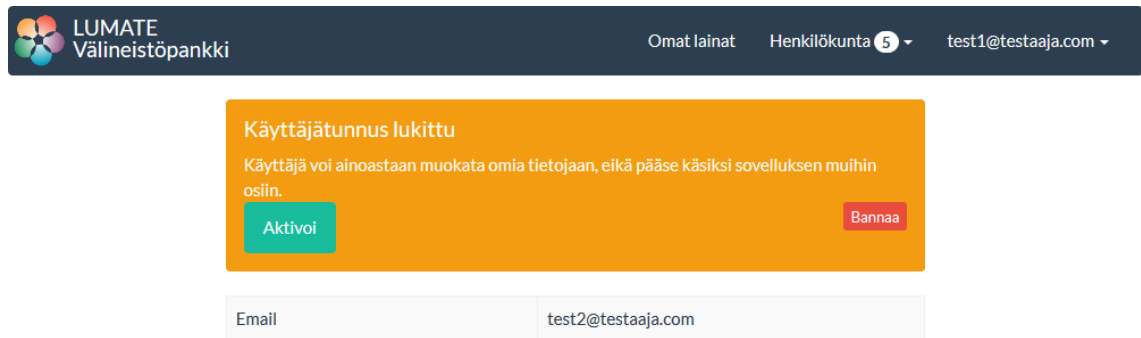 LUMATE
Välineistöpankki
Omat lainat
Henkilökunta 5
test1@testaaja.com
Käyttäjätunnus lukittu
Käyttäjä voi ainoastaan muokata omia tietojaan, eikä pääse käsiksi sovelluksen muihin
osiin.
Aktivoi
Bannaa
Email
test2@testaaja.com